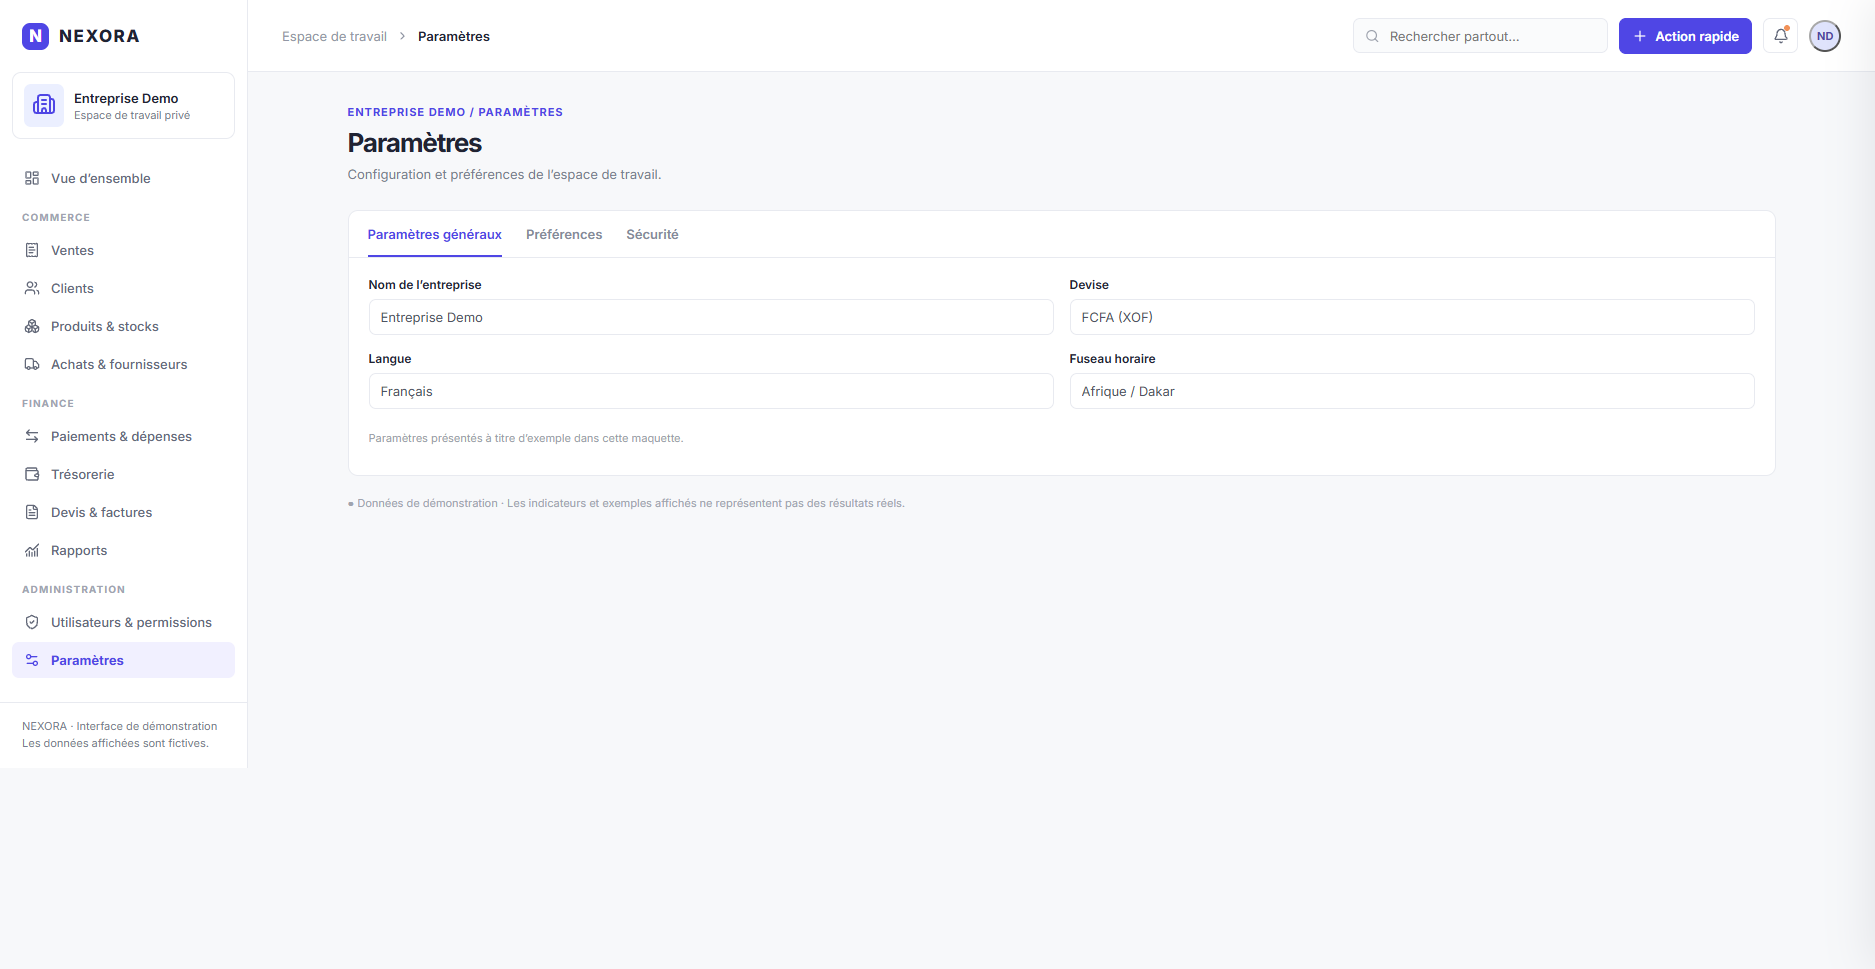 N NEXORA
Entreprise Demo
Espace de travail privé
Vue d’ensemble
COMMERCE
Ventes
Clients
Produits & stocks
Achats & fournisseurs
FINANCE
Paiements & dépenses
Trésorerie
Devis & factures
Rapports
ADMINISTRATION
Utilisateurs & permissions
Paramètres
NEXORA · Interface de démonstration
Les données affichées sont fictives.
Espace de travail > Paramètres
Rechercher partout...
+ Action rapide
ND
ENTREPRISE DEMO / PARAMÈTRES
Paramètres
Configuration et préférences de l’espace de travail.
Paramètres généraux Préférences Sécurité
Nom de l’entreprise Devise
Entreprise Demo FCFA (XOF)
Langue Fuseau horaire
Français Afrique / Dakar
Paramètres présentés à titre d’exemple dans cette maquette.
● Données de démonstration · Les indicateurs et exemples affichés ne représentent pas des résultats réels.